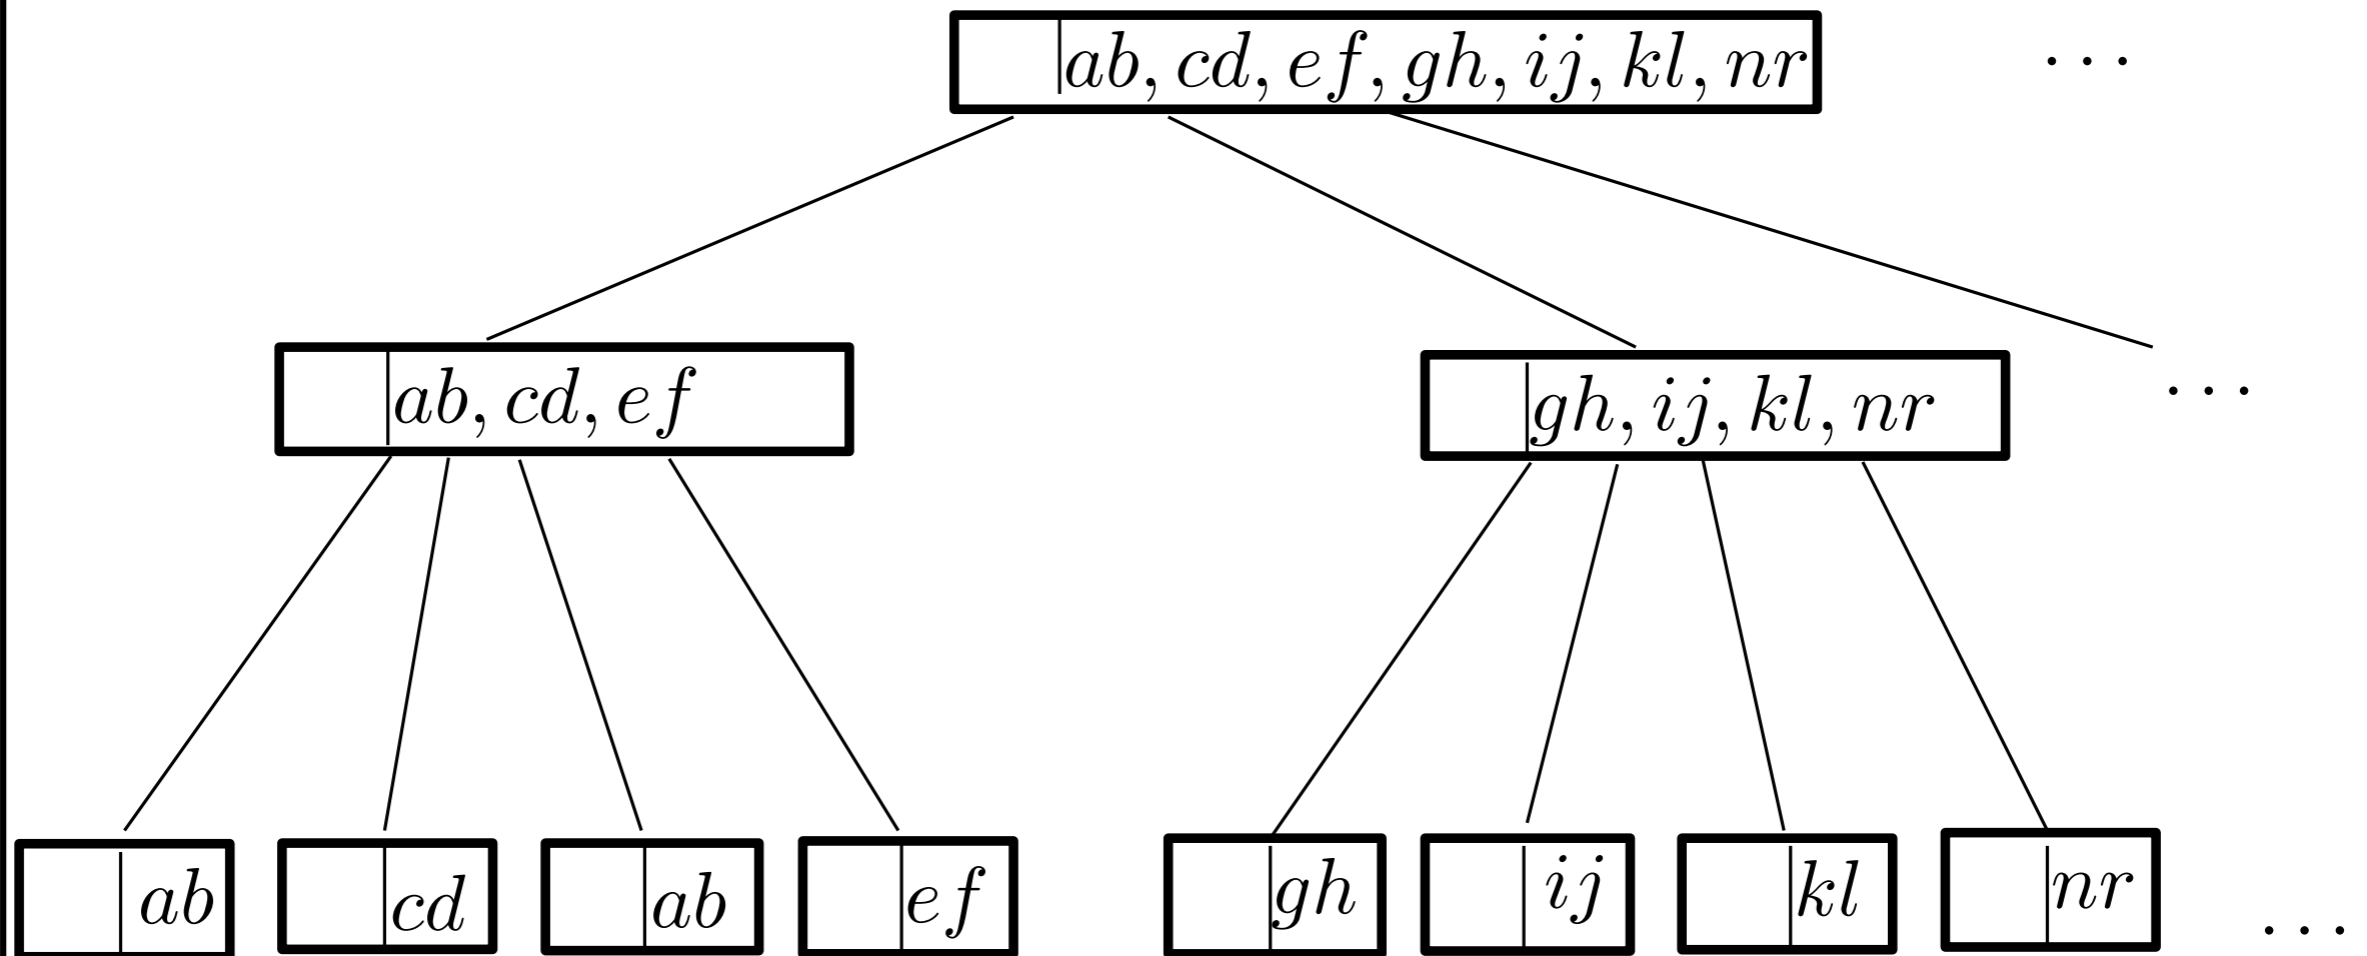 ab, cd, ef, gh, ij, kl, nr ...
ab, cd, ef gh, ij, kl, nr ...
ab cd ab ef gh ij kl nr ...